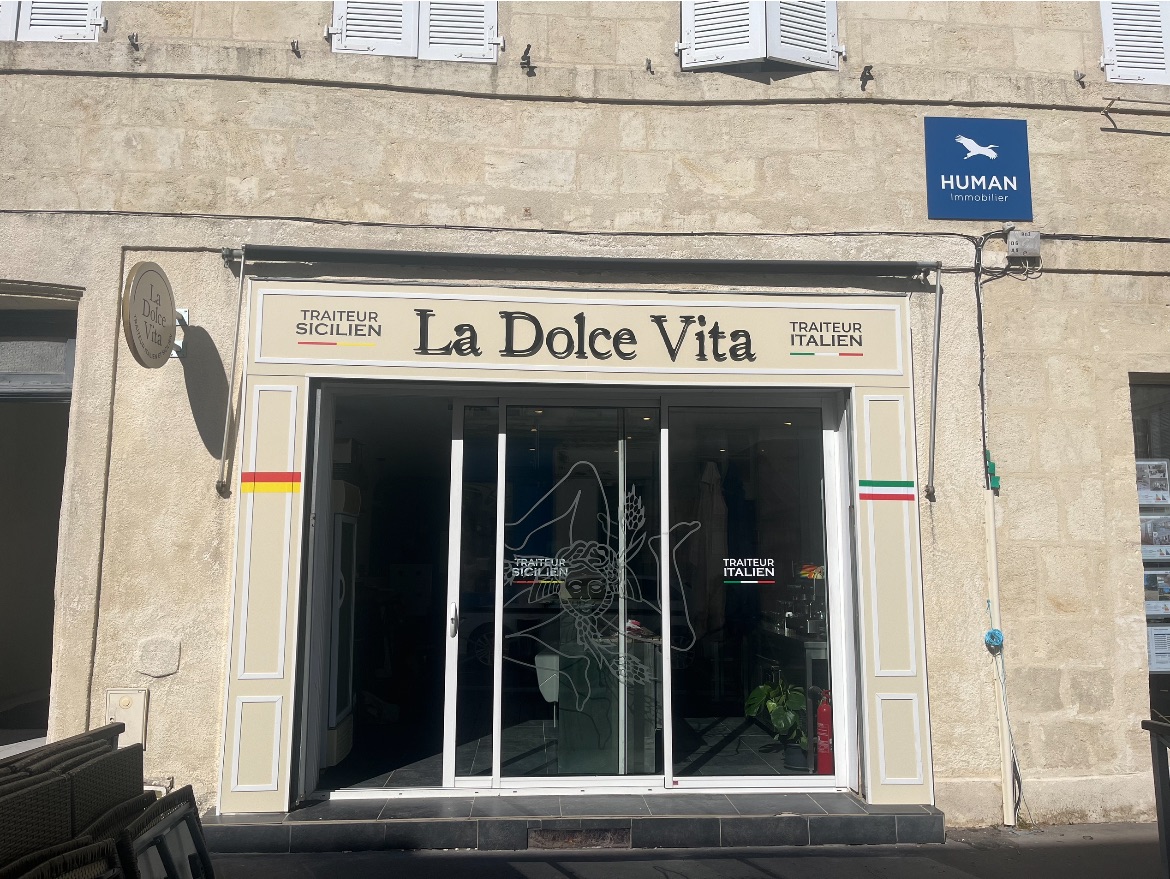 HUMAN
Immobilier
La
Dolce
Vita
TRAITEUR
SICILIEN
La Dolce Vita
TRAITEUR
ITALIEN
TRAITEUR
SICILIEN
TRAITEUR
ITALIEN